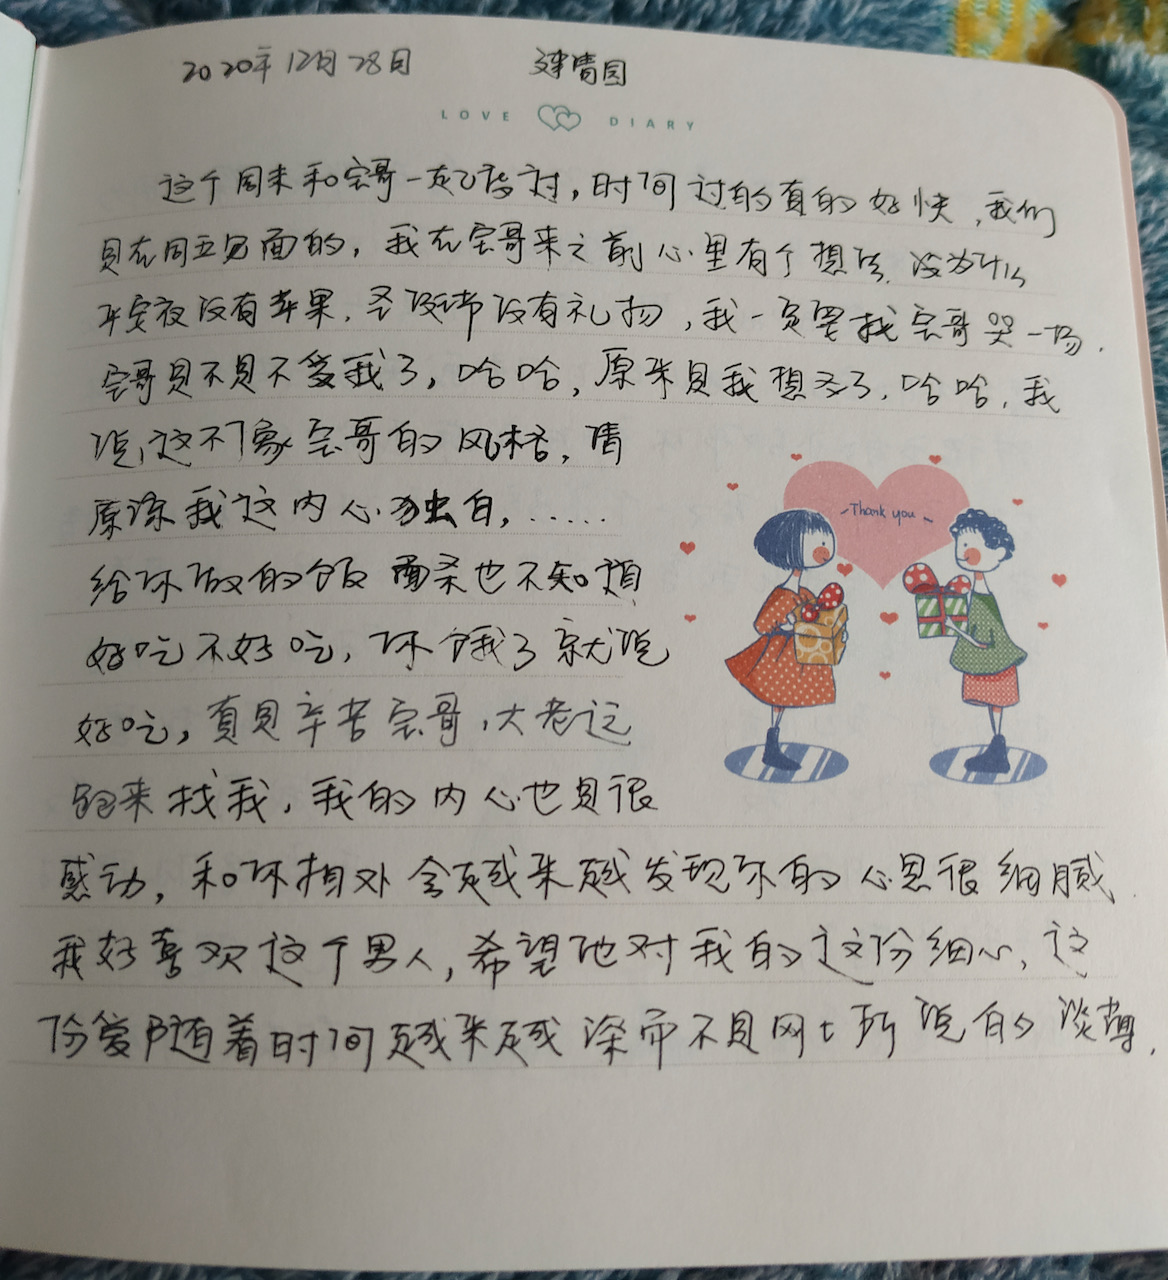 2020年12月28日 建情园
LOVE DIARY
这个周末和宝哥一起度过,时间过的真的好快,我们
是在周五见面的,我在宝哥来之前心里有个想法,没为什么
平安夜没有苹果,圣诞节没有礼物,我一定要找宝哥哭一场.
宝哥是不是不爱我了,哈哈,原来是我想多了,哈哈,我
说,这不像宝哥的风格,请
原谅我这内心独白,......
给你做的饭菜也不知道
好吃不好吃,你饿了就说
好吃,真是辛苦宝哥,大老远
跑来找我,我的内心也是很
感动,和你相处会越来越发现你的心思很细腻.
我好喜欢这个男人,希望他对我的这份细心,这
份爱随着时间越来越深而不是网上所说的淡薄.
Thank you